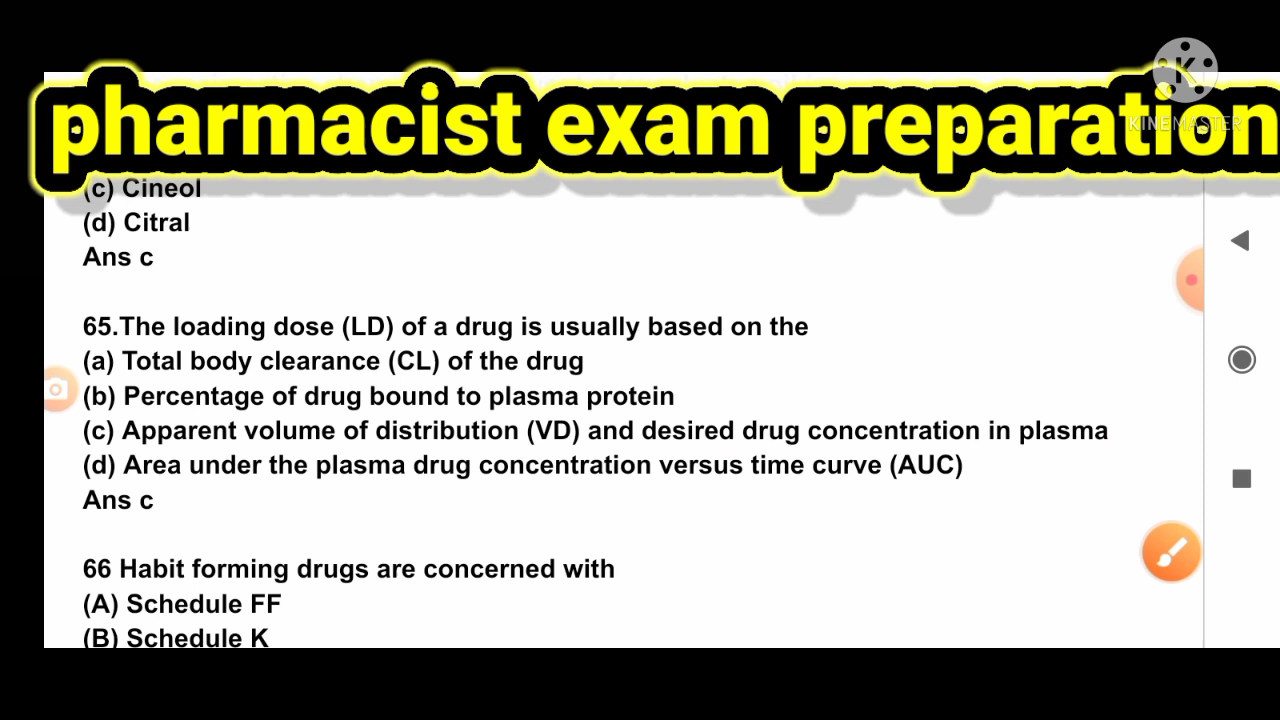 pharmacist exam preparation
KINEMASTER
(c) Cineol
(d) Citral
Ans c
65.The loading dose (LD) of a drug is usually based on the
(a) Total body clearance (CL) of the drug
(b) Percentage of drug bound to plasma protein
(c) Apparent volume of distribution (VD) and desired drug concentration in plasma
(d) Area under the plasma drug concentration versus time curve (AUC)
Ans c
66 Habit forming drugs are concerned with
(A) Schedule FF
(B) Schedule K